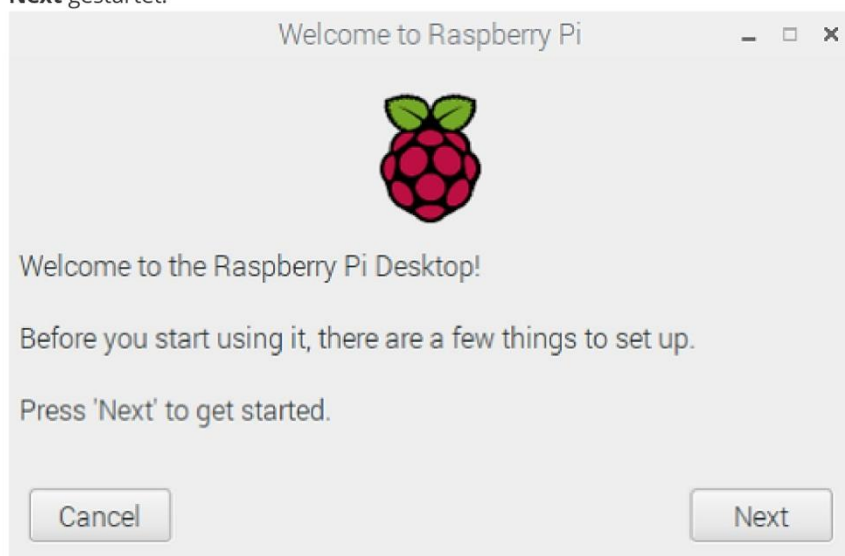 Next gestartet.
Welcome to Raspberry Pi
Welcome to the Raspberry Pi Desktop!
Before you start using it, there are a few things to set up.
Press 'Next' to get started.
Cancel
Next